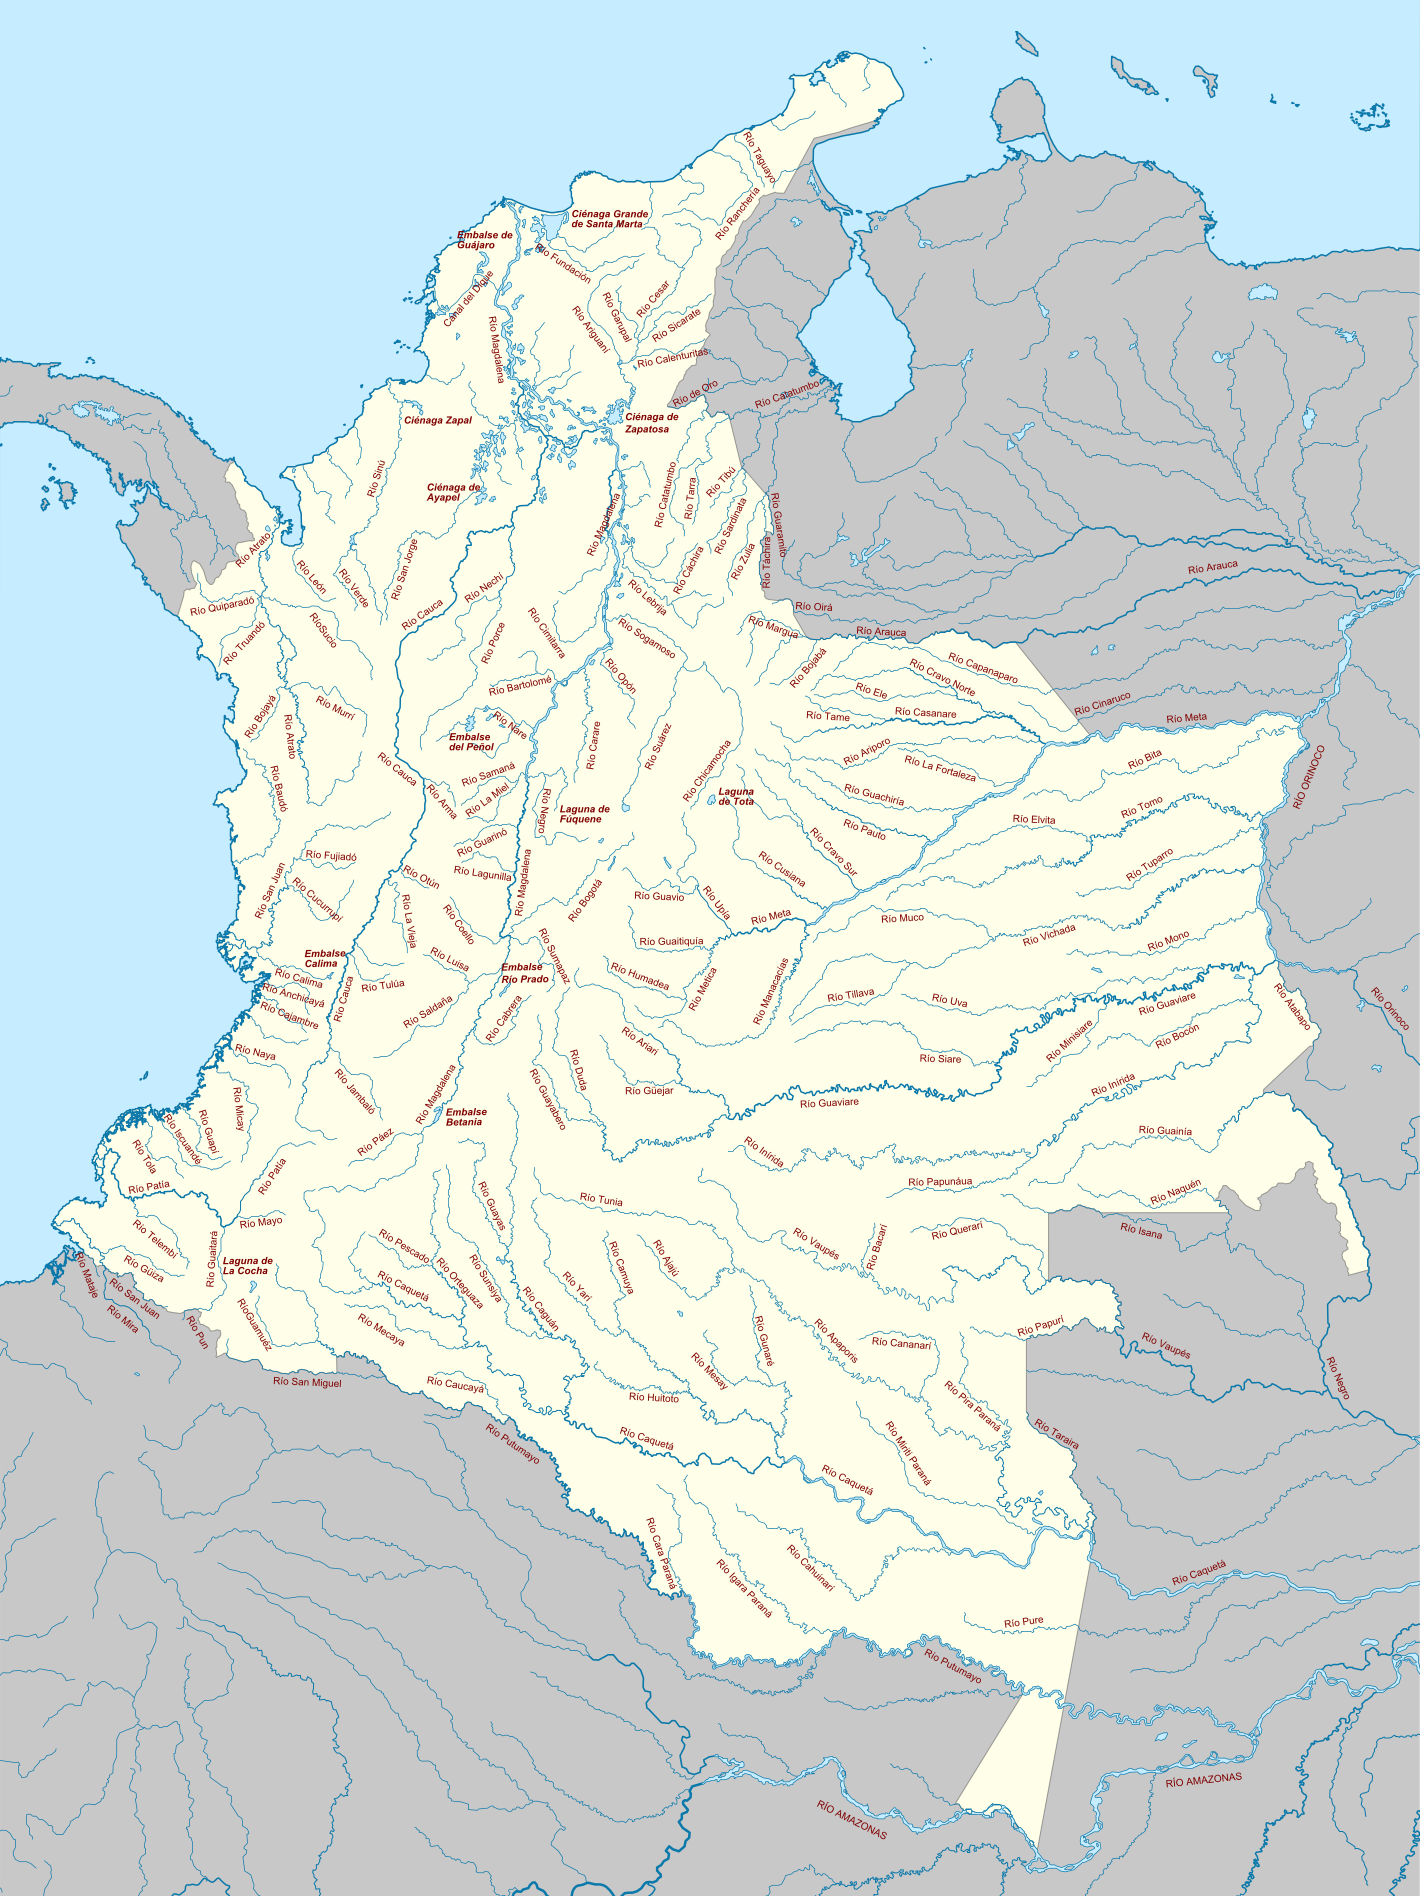 Río Taguayo
Río Ranchería
Ciénaga Grande
de Santa Marta
Embalse de
Guájaro
Río Fundación
Canal del Dique
Río Cesar
Río Garupal
Río Ariguaní
Río Sicarate
Río Magdalena
Río Calenturitas
Río de Oro
Río Catatumbo
Ciénaga Zapal
Ciénaga de
Zapatosa
Río Sinú
Ciénaga de
Ayapel
Río Catatumbo
Río Tarra
Río Tibú
Río Magdalena
Río Sardinata
Río Guaramito
Río Zulia
Río Táchira
Río Atrato
Río León
Río Verde
Río San Jorge
Río Cáchira
Río Arauca
Río Nechí
Río Lebrija
Río Quiparadó
Río Cauca
Río Oirá
RíoSucio
Río Truandó
Río Cimitarra
Río Porce
Río Sogamoso
Río Margua
Río Arauca
Río Bojabá
Río Capanaparo
Río Cravo Norte
Río Opón
Río Bartolomé
Río Ele
Río Casanare
Río Tame
Río Cinaruco
Río Meta
Río Bojayá
Río Murrí
Río Atrato
Río Nare
Embalse
del Peñol
Río Carare
Río Suárez
Río Chicamocha
Río Ariporo
Río La Fortaleza
Río Bita
RÍO ORINOCO
Río Cauca
Río Baudó
Río Samaná
Río Arma
Río La Miel
Río Negro
Laguna de
Fúquene
Laguna
de Tota
Río Guachiría
Río Tomo
Río Elvita
Río Pauto
Río Guarinó
Río Cravo Sur
Río Fujiadó
Río Lagunilla
Río Magdalena
Río Cusiana
Río Tuparro
Río San Juan
Río Cucurrupí
Río Otún
Río La Vieja
Río Coello
Río Bogotá
Río Guavio
Río Upía
Río Meta
Río Muco
Río Guaitiquía
Río Vichada
Río Mono
Embalse
Calima
Río Luisa
Embalse
Río Prado
Río Sumapaz
Río Humadea
Río Metica
Río Manacacías
Río Calima
Río Anchicayá
Río Cajambre
Río Cauca
Río Tulúa
Río Saldaña
Río Cabrera
Río Tillava
Río Uva
Río Guaviare
Río Atabapo
Río Orinoco
Río Naya
Río Ariari
Río Minisiare
Río Bocón
Río Siare
Río Micay
Río Jambaló
Río Magdalena
Río Duda
Río Guayabero
Río Güejar
Río Guaviare
Río Inírida
Embalse
Betania
Río Guapí
Río Iscuandé
Río Tola
Río Páez
Río Inírida
Río Guainía
Río Patía
Río Patía
Río Guayas
Río Tunia
Río Papunáua
Río Naquén
Río Mayo
Río Telembí
Río Güiza
Río Guaitará
Laguna de
La Cocha
Río Pescado
Río Orteguaza
Río Sunsiya
Río Camuya
Río Ajajú
Río Vaupés
Río Bacarí
Río Querarí
Río Isana
Río Mataje
Río San Juan
Río Mira
Río Pun
RíoGuamuéz
Río Caquetá
Río Mecaya
Río Caguán
Río Yarí
Río Gunaré
Río Apaporis
Río Cananarí
Río Papurí
Río Vaupés
Río Negro
Río San Miguel
Río Caucayá
Río Mesay
Río Huitoto
Río Pira Paraná
Río Putumayo
Río Caquetá
Río Caquetá
Río Mirití Paraná
Río Taraira
Río Cara Paraná
Río Igara Paraná
Río Cahuinarí
Río Caquetá
Río Pure
Río Putumayo
RÍO AMAZONAS
RÍO AMAZONAS